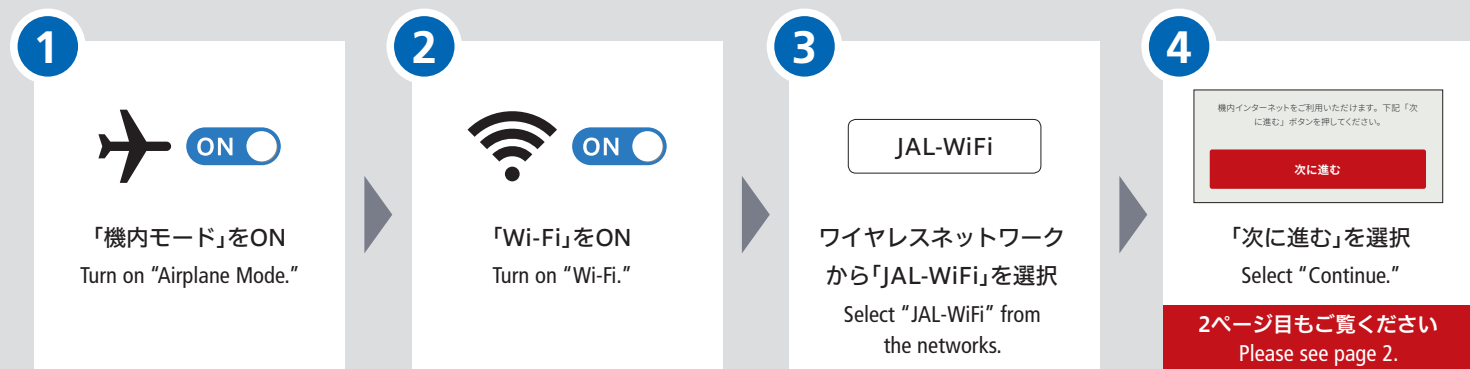 1
ON
「機内モード」をON
Turn on “Airplane Mode.”
2
ON
「Wi-Fi」をON
Turn on “Wi-Fi.”
3
JAL-WiFi
ワイヤレスネットワーク
から「JAL-WiFi」を選択
Select “JAL-WiFi” from
the networks.
4
機内インターネットをご利用いただけます。下記「次
に進む」ボタンを押してください。
次に進む
「次に進む」を選択
Select “Continue.”
2ページ目もご覧ください
Please see page 2.